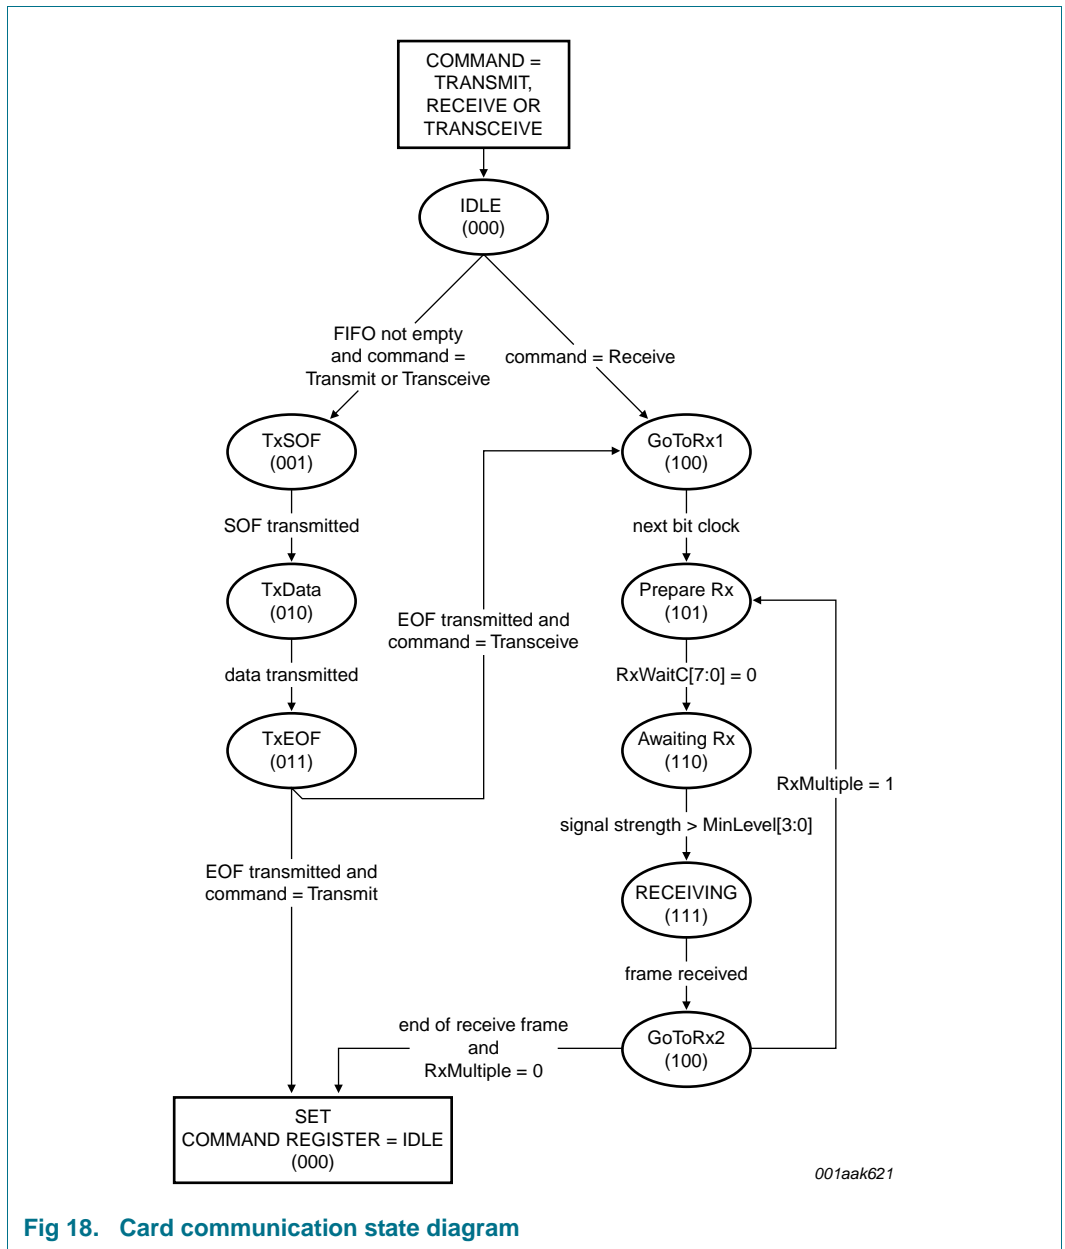 COMMAND =
TRANSMIT,
RECEIVE OR
TRANSCEIVE
IDLE
(000)
FIFO not empty
and command =
Transmit or Transceive
command = Receive
TxSOF
(001)
GoToRx1
(100)
SOF transmitted
next bit clock
TxData
(010)
Prepare Rx
(101)
EOF transmitted and
command = Transceive
data transmitted
RxWaitC[7:0] = 0
TxEOF
(011)
Awaiting Rx
(110)
RxMultiple = 1
signal strength > MinLevel[3:0]
EOF transmitted and
command = Transmit
RECEIVING
(111)
frame received
end of receive frame
and
RxMultiple = 0
GoToRx2
(100)
SET
COMMAND REGISTER = IDLE
(000)
001aak621
Fig 18. Card communication state diagram